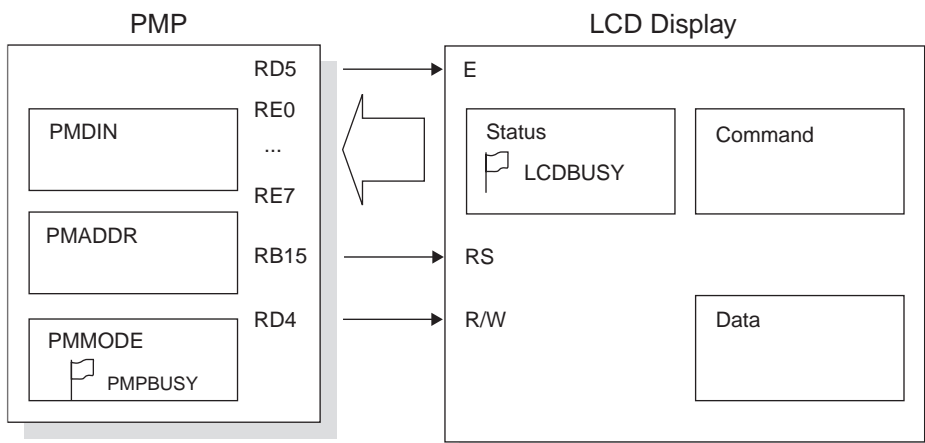 PMP
LCD Display
RD5
E
RE0
PMDIN
...
RE7
Status
LCDBUSY
Command
PMADDR
RB15
RS
RD4
R/W
PMMODE
PMPBUSY
Data